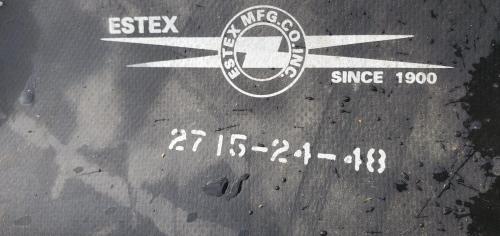 ESTEX
ESTEX MFG.CO.INC.
SINCE 1900
2715-24-48